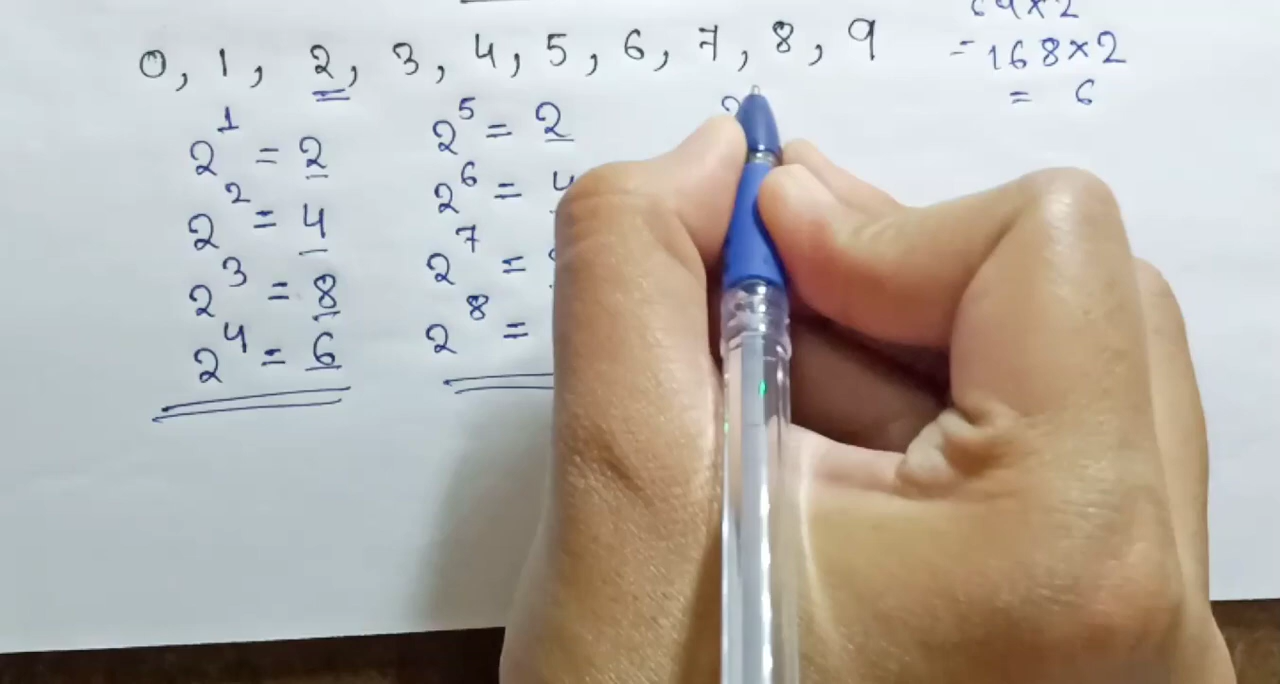 0, 1, 2, 3, 4, 5, 6, 7, 8, 9
2^1 = 2
2^2 = 4
2^3 = 8
2^4 = 6
2^5 = 2
2^6 =
2^7 =
2^8 =
= 168×2
= 6